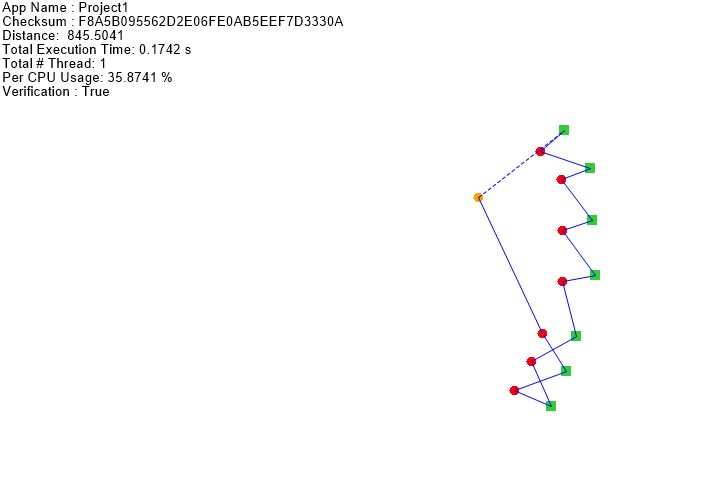 App Name : Project1
Checksum : F8A5B095562D2E06FE0AB5EEF7D3330A
Distance:  845.5041
Total Execution Time: 0.1742 s
Total # Thread: 1
Per CPU Usage: 35.8741 %
Verification : True